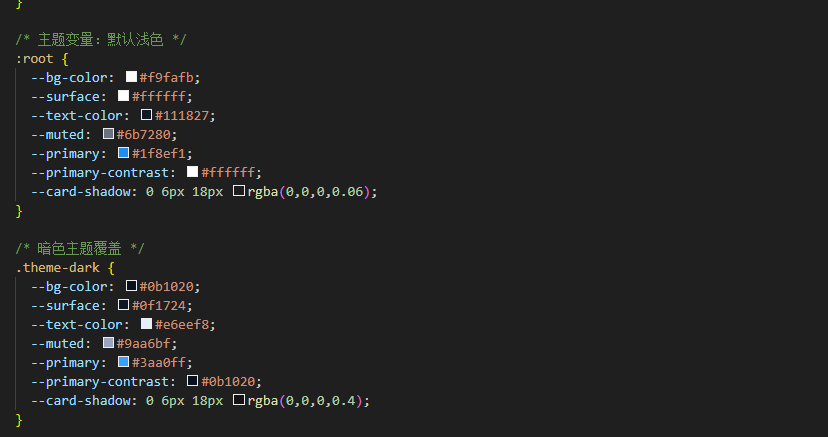 }
/* 主题变量：默认浅色 */
:root {
--bg-color: #f9fafb;
--surface: #ffffff;
--text-color: #111827;
--muted: #6b7280;
--primary: #1f8ef1;
--primary-contrast: #ffffff;
--card-shadow: 0 6px 18px rgba(0,0,0,0.06);
}
/* 暗色主题覆盖 */
.theme-dark {
--bg-color: #0b1020;
--surface: #0f1724;
--text-color: #e6eef8;
--muted: #9aa6bf;
--primary: #3aa0ff;
--primary-contrast: #0b1020;
--card-shadow: 0 6px 18px rgba(0,0,0,0.4);
}